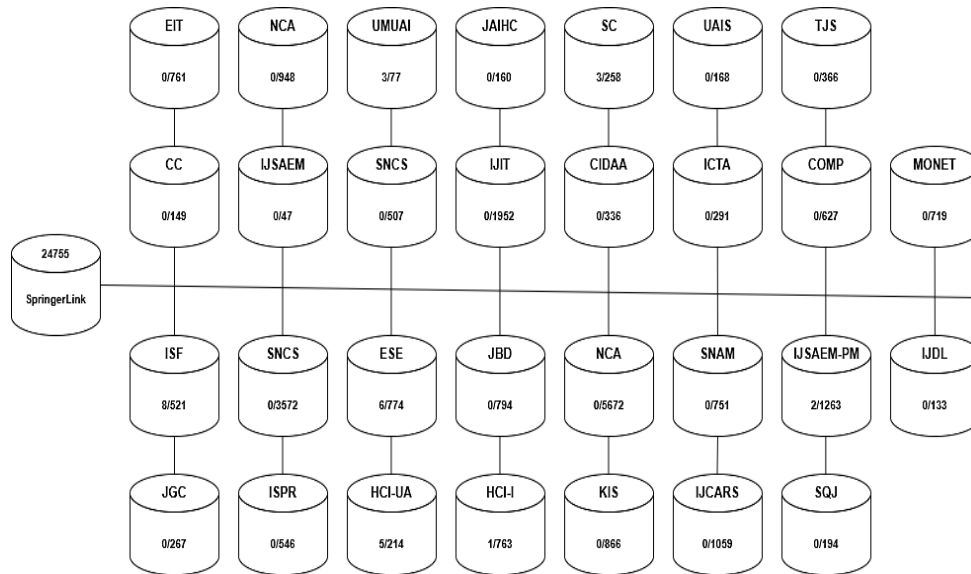 EIT NCA UMUAI JAIHC SC UAIS TJS
0/761 0/948 3/77 0/160 3/258 0/168 0/366
CC IJSAEM SNCS IJIT CIDAA ICTA COMP MONET
0/149 0/47 0/507 0/1952 0/336 0/291 0/627 0/719
24755
SpringerLink
ISF SNCS ESE JBD NCA SNAM IJSAEM-PM IJDL
8/521 0/3572 6/774 0/794 0/5672 0/751 2/1263 0/133
JGC ISPR HCI-UA HCI-I KIS IJCARS SQJ
0/267 0/546 5/214 1/763 0/866 0/1059 0/194